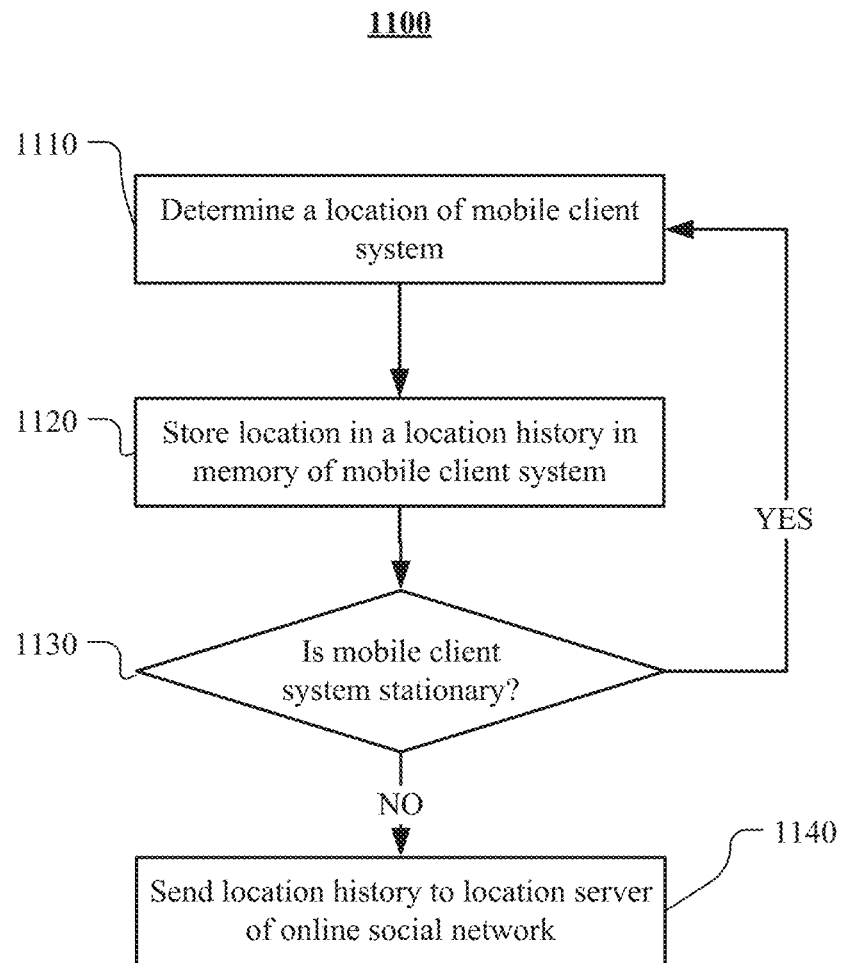 1100
1110
Determine a location of mobile client
system
1120
Store location in a location history in
memory of mobile client system
YES
1130
Is mobile client
system stationary?
NO
1140
Send location history to location server
of online social network